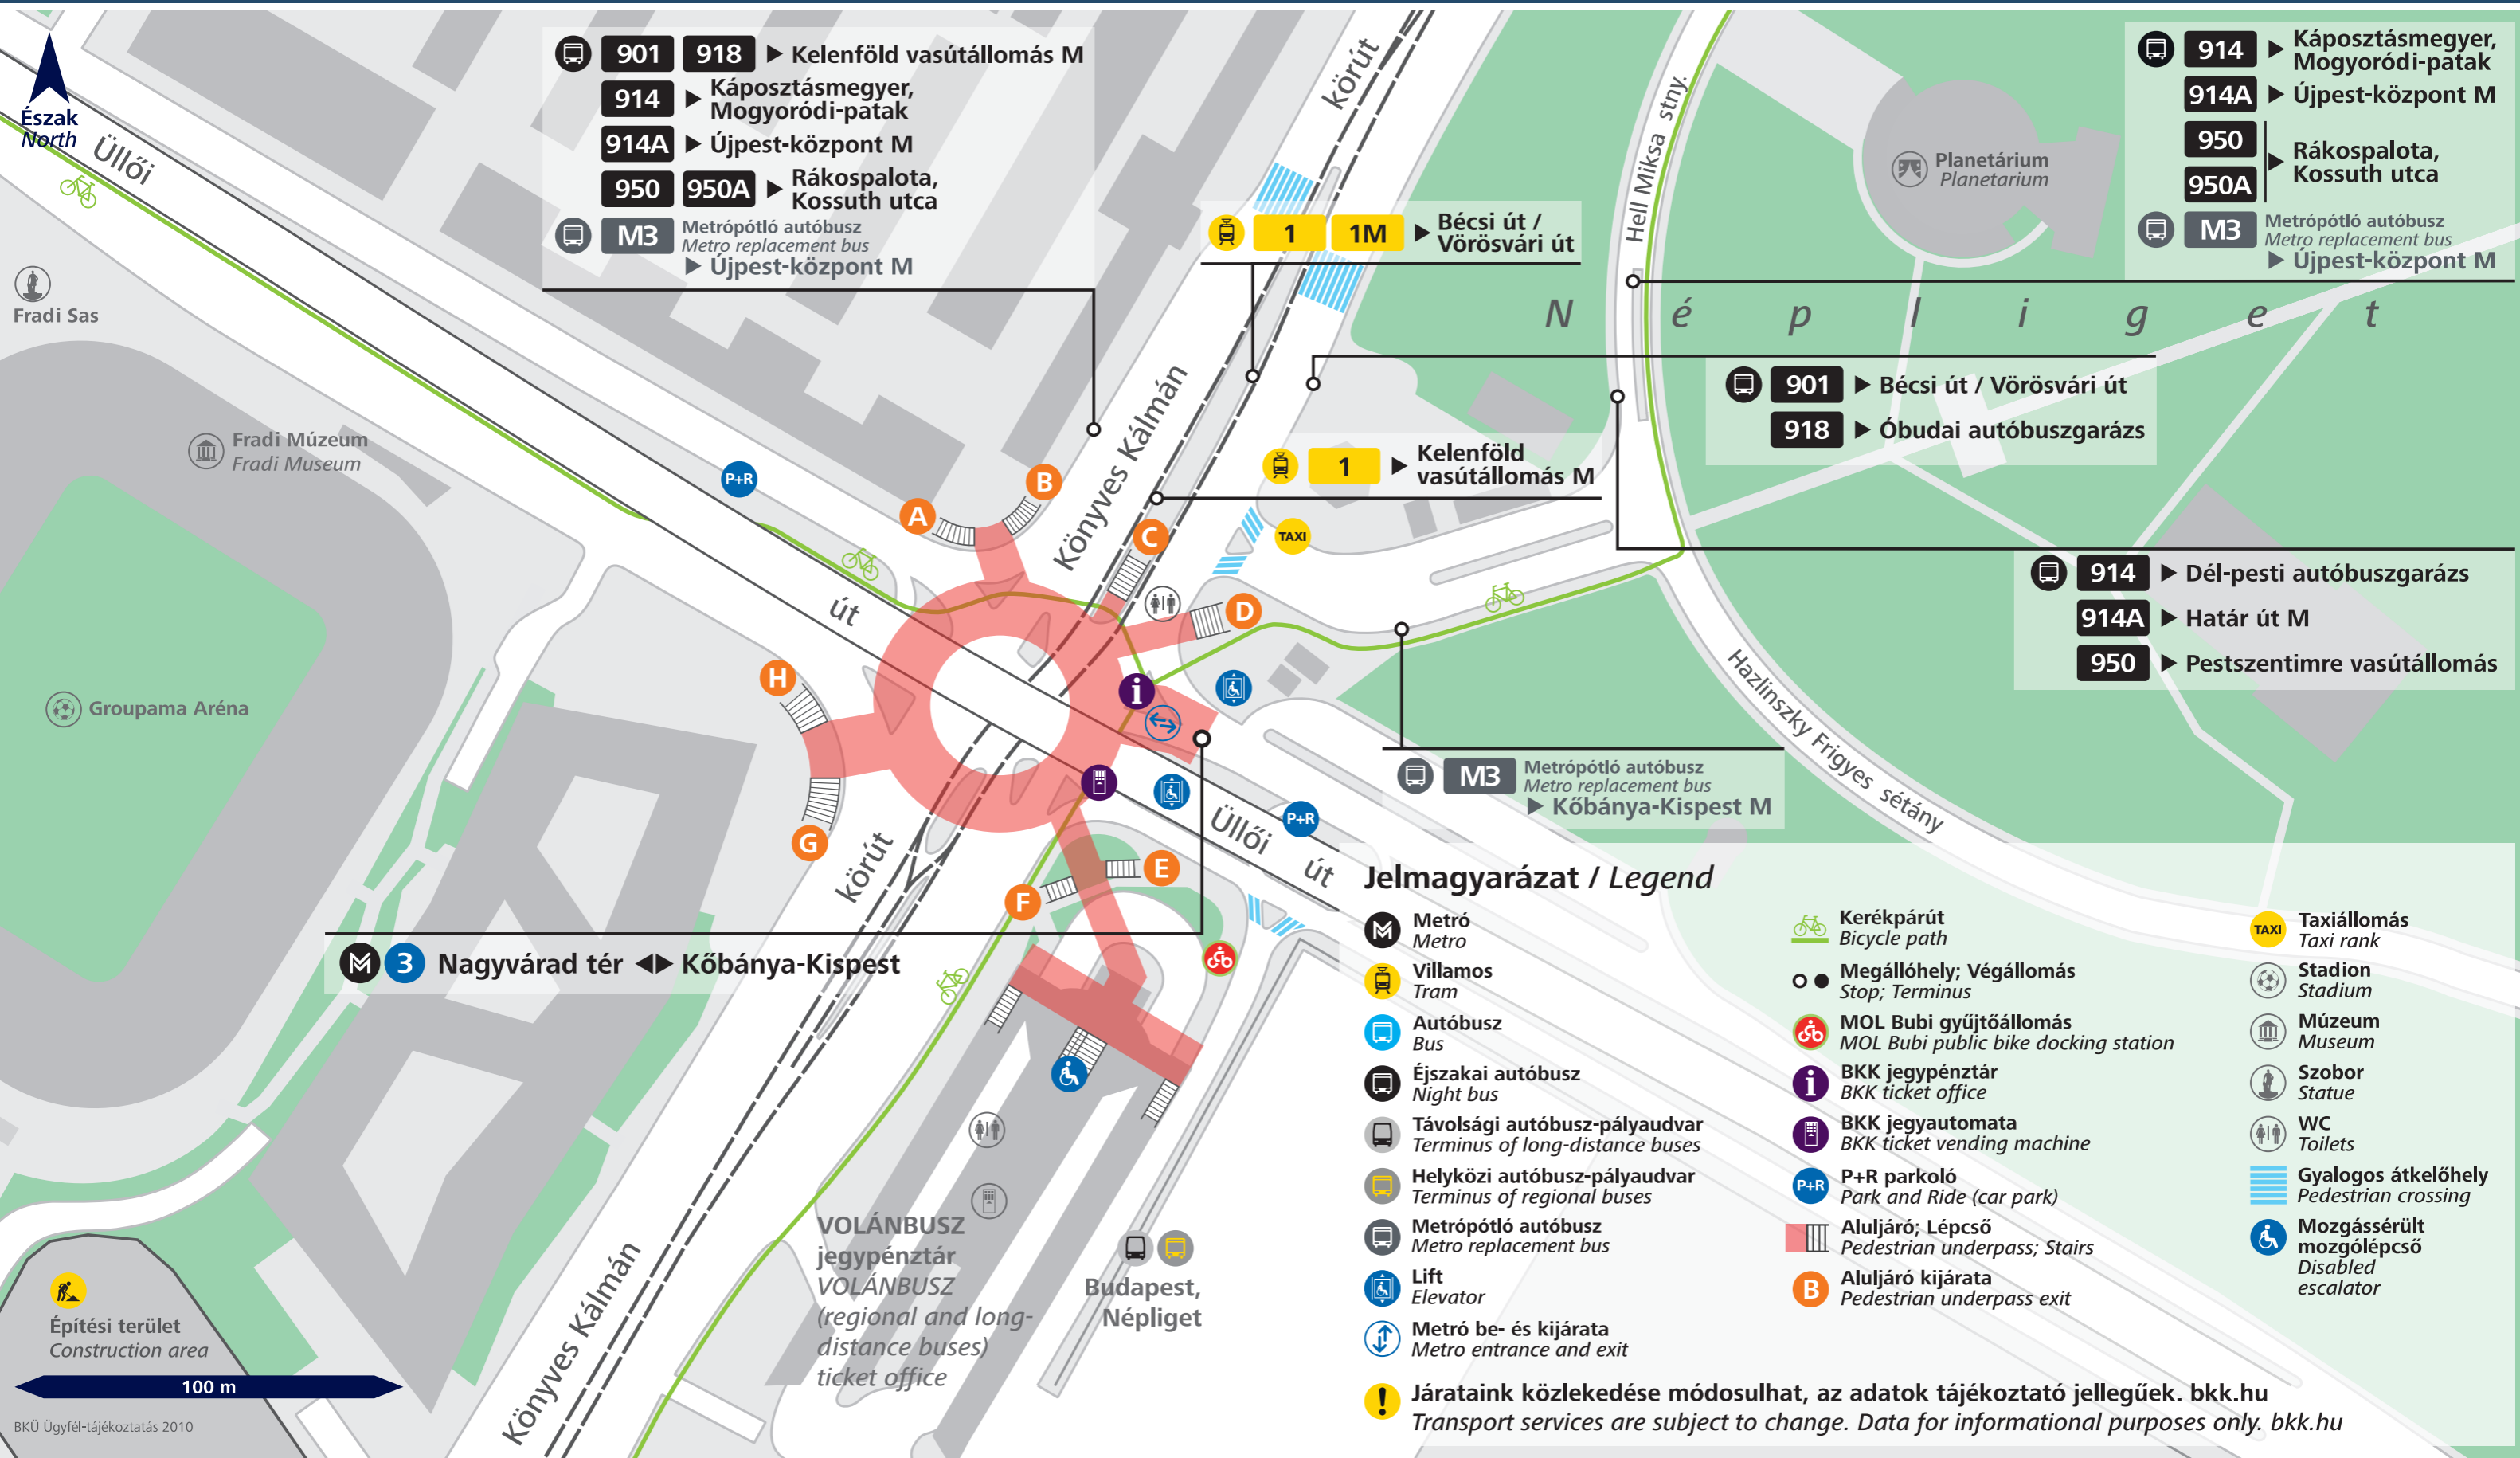 Észak
North
Üllői
901 918 ▶ Kelenföld vasútállomás M
914 ▶ Káposztásmegyer,
Mogyoródi-patak
914A ▶ Újpest-központ M
950 950A ▶ Rákospalota,
Kossuth utca
M3 Metrópótló autóbusz
Metro replacement bus
▶ Újpest-központ M
körút
1 1M ▶ Bécsi út /
Vörösvári út
Hell Miksa stny.
Planetárium
Planetarium
914 ▶ Káposztásmegyer,
Mogyoródi-patak
914A ▶ Újpest-központ M
950
950A ▶ Rákospalota,
Kossuth utca
M3 Metrópótló autóbusz
Metro replacement bus
▶ Újpest-központ M
Népliget
Fradi Sas
Fradi Múzeum
Fradi Museum
Groupama Aréna
P+R
A
B
Könyves Kálmán
C
TAXI
D
1 ▶ Kelenföld
vasútállomás M
901 ▶ Bécsi út / Vörösvári út
918 ▶ Óbudai autóbuszgarázs
914 ▶ Dél-pesti autóbuszgarázs
914A ▶ Határ út M
950 ▶ Pestszentimre vasútállomás
Hazlinszky Frigyes sétány
út
H
i
G
körút
E
F
Üllői
út
P+R
M3 Metrópótló autóbusz
Metro replacement bus
▶ Kőbánya-Kispest M
M 3 Nagyvárad tér ◀▶ Kőbánya-Kispest
VOLÁNBUSZ
jegypénztár
VOLÁNBUSZ
(regional and long-
distance buses)
ticket office
Budapest,
Népliget
Könyves Kálmán
Építési terület
Construction area
100 m
BKÜ Ügyfél-tájékoztatás 2010
Jelmagyarázat / Legend
M Metró
Metro
Villamos
Tram
Autóbusz
Bus
Éjszakai autóbusz
Night bus
Távolsági autóbusz-pályaudvar
Terminus of long-distance buses
Helyközi autóbusz-pályaudvar
Terminus of regional buses
Metrópótló autóbusz
Metro replacement bus
Lift
Elevator
Metró be- és kijárata
Metro entrance and exit
Kerékpárút
Bicycle path
Megállóhely; Végállomás
Stop; Terminus
MOL Bubi gyűjtőállomás
MOL Bubi public bike docking station
i BKK jegypénztár
BKK ticket office
BKK jegyautomata
BKK ticket vending machine
P+R P+R parkoló
Park and Ride (car park)
Aluljáró; Lépcső
Pedestrian underpass; Stairs
B Aluljáró kijárata
Pedestrian underpass exit
TAXI Taxiállomás
Taxi rank
Stadion
Stadium
Múzeum
Museum
Szobor
Statue
WC
Toilets
Gyalogos átkelőhely
Pedestrian crossing
Mozgássérült
mozgólépcső
Disabled
escalator
! Járataink közlekedése módosulhat, az adatok tájékoztató jellegűek. bkk.hu
Transport services are subject to change. Data for informational purposes only. bkk.hu